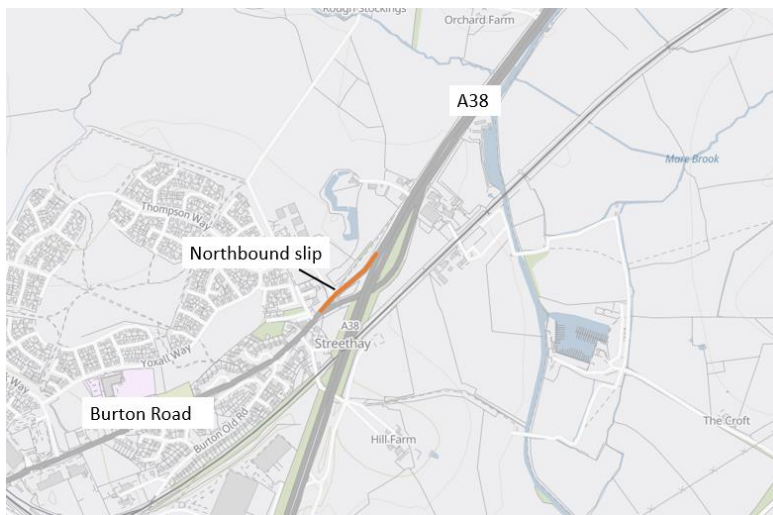 Rough Stockings
Orchard Farm
A38
Mare Brook
Thompson Way
Northbound slip
A38
Streethay
Yoxall Way
Burton Road
Burton Old Rd
Hill Farm
The Croft